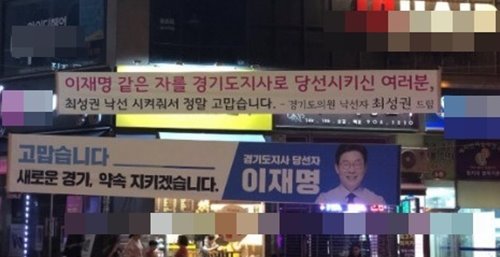 이재명 같은 자를 경기도지사로 당선시키신 여러분,
최성권 낙선 시켜줘서 정말 고맙습니다. - 경기도의원 낙선자 최성권 드림
고맙습니다
새로운 경기, 약속 지키겠습니다.
경기도지사 당선자
이재명